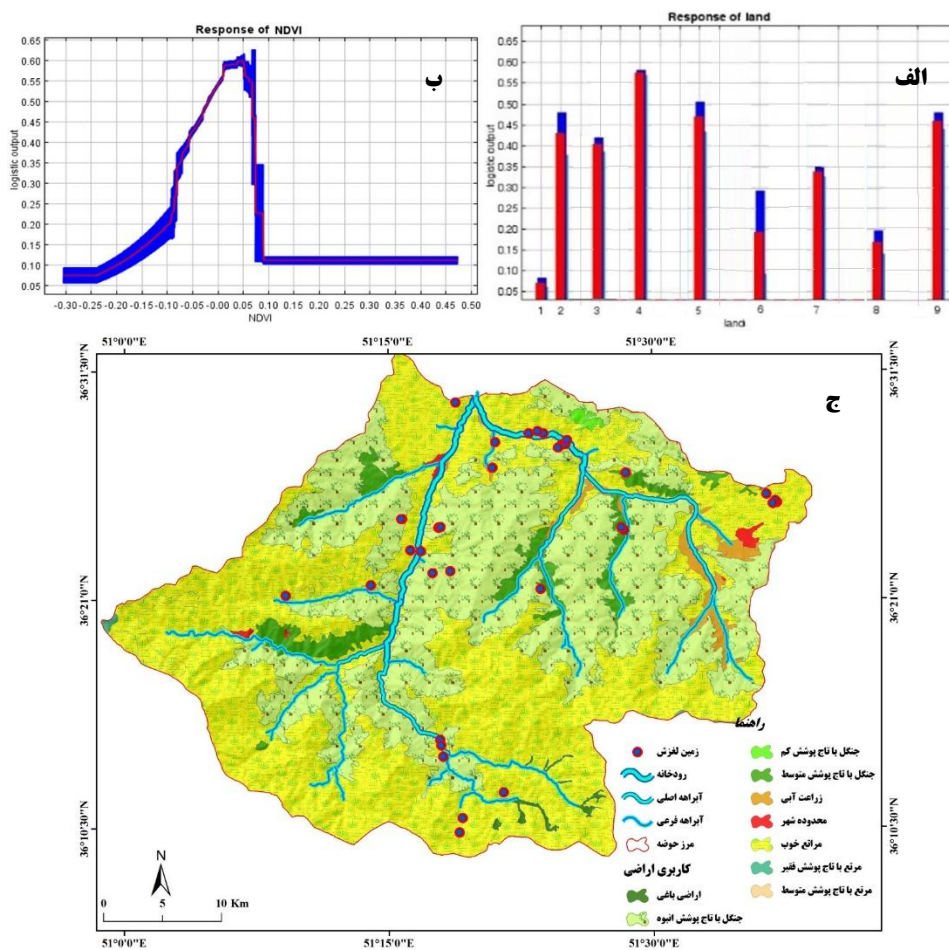 Response of NDVI
ب
logistic output
0.65
0.60
0.55
0.50
0.45
0.40
0.35
0.30
0.25
0.20
0.15
0.10
0.05
-0.30 -0.25 -0.20 -0.15 -0.10 -0.05 -0.00 0.05 0.10 0.15 0.20 0.25 0.30 0.35 0.40 0.45 0.50
NDVI
Response of land
الف
logistic output
0.65
0.60
0.55
0.50
0.45
0.40
0.35
0.30
0.25
0.20
0.15
0.10
0.05
1 2 3 4 5 6 7 8 9
land
ج
51°0'0"E 51°15'0"E 51°30'0"E
36°31'30"N
36°21'0"N
36°10'30"N
راهنما
زمین لغزش
رودخانه
آبراهه اصلی
آبراهه فرعی
مرز حوضه
کاربری اراضی
اراضی باغی
جنگل با تاج پوشش انبوه
جنگل با تاج پوشش کم
جنگل با تاج پوشش متوسط
زراعت آبی
محدوده شهر
مراتع خوب
مرتع با تاج پوشش فقیر
مرتع با تاج پوشش متوسط
N
0 5 10 Km
51°0'0"E 51°15'0"E 51°30'0"E